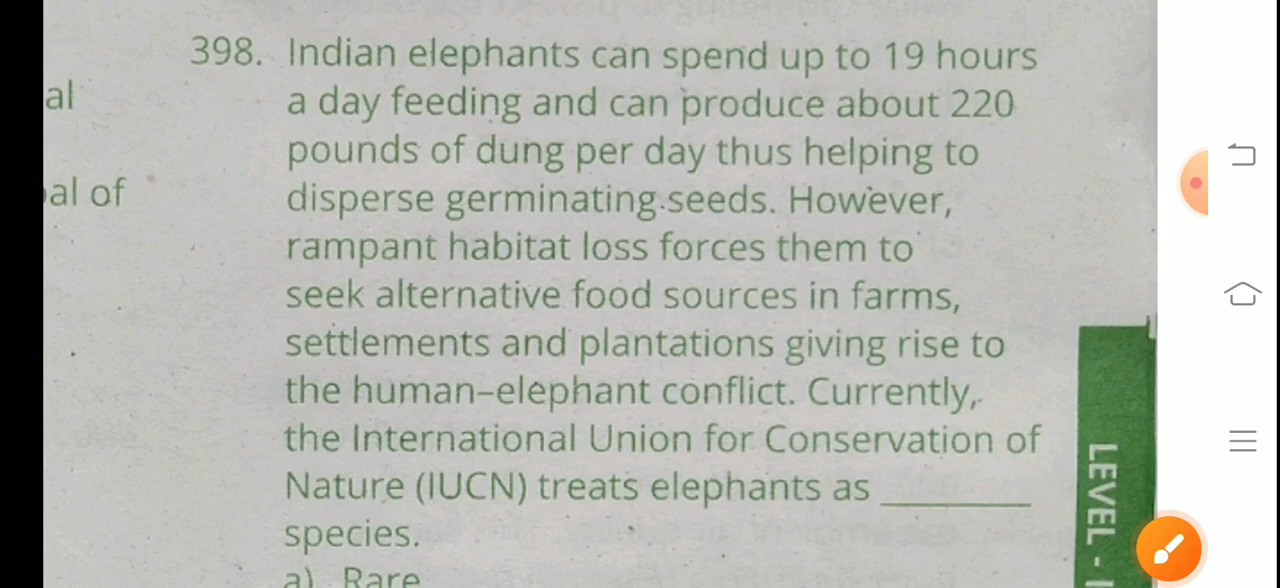 al
al of
398. Indian elephants can spend up to 19 hours
a day feeding and can produce about 220
pounds of dung per day thus helping to
disperse germinating seeds. However,
rampant habitat loss forces them to
seek alternative food sources in farms,
settlements and plantations giving rise to
the human–elephant conflict. Currently,
the International Union for Conservation of
Nature (IUCN) treats elephants as ________
species.
a) Rare
LEVEL - I